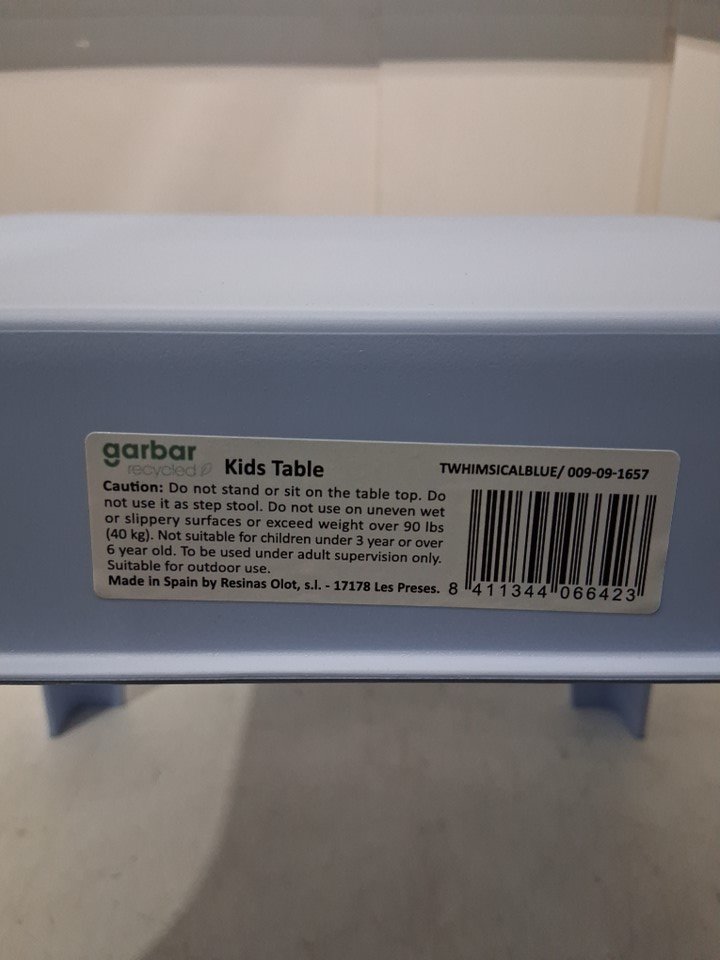 garbar
recycled
Kids Table
TWHIMSICALBLUE/ 009-09-1657
Caution: Do not stand or sit on the table top. Do
not use it as step stool. Do not use on uneven wet
or slippery surfaces or exceed weight over 90 lbs
(40 kg). Not suitable for children under 3 year or over
6 year old. To be used under adult supervision only.
Suitable for outdoor use.
Made in Spain by Resinas Olot, s.l. - 17178 Les Preses.
8 411344 066423